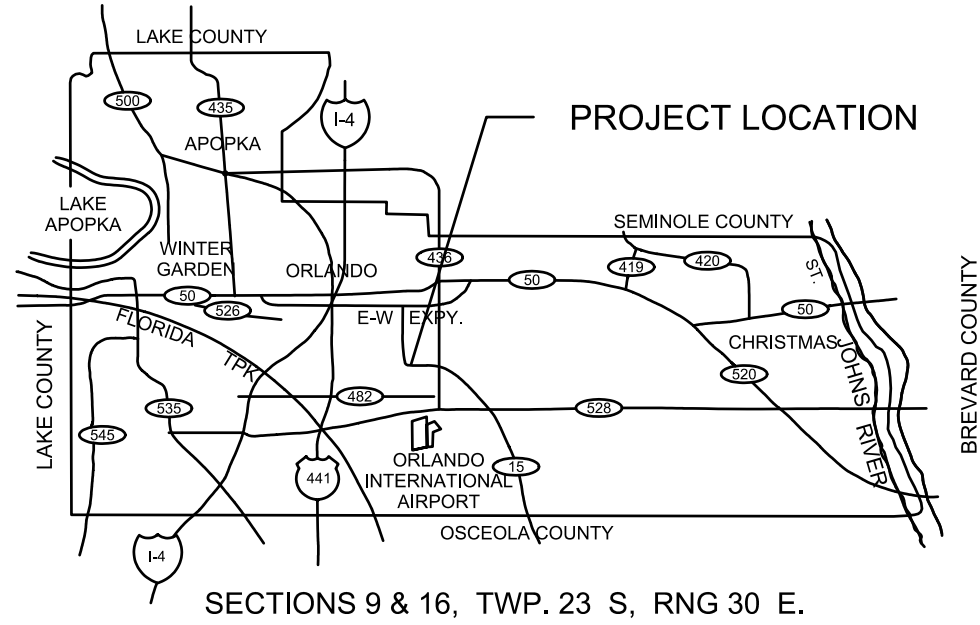 LAKE COUNTY
500
435
I-4
APOPKA
PROJECT LOCATION
LAKE
APOPKA
SEMINOLE COUNTY
WINTER
GARDEN
ORLANDO
436
419
420
ST. JOHNS RIVER
50
526
50
50
E-W EXPY.
FLORIDA TPK
CHRISTMAS
BREVARD COUNTY
LAKE COUNTY
520
482
535
528
545
441
ORLANDO
INTERNATIONAL
AIRPORT
15
OSCEOLA COUNTY
I-4
SECTIONS 9 & 16, TWP. 23 S, RNG 30 E.